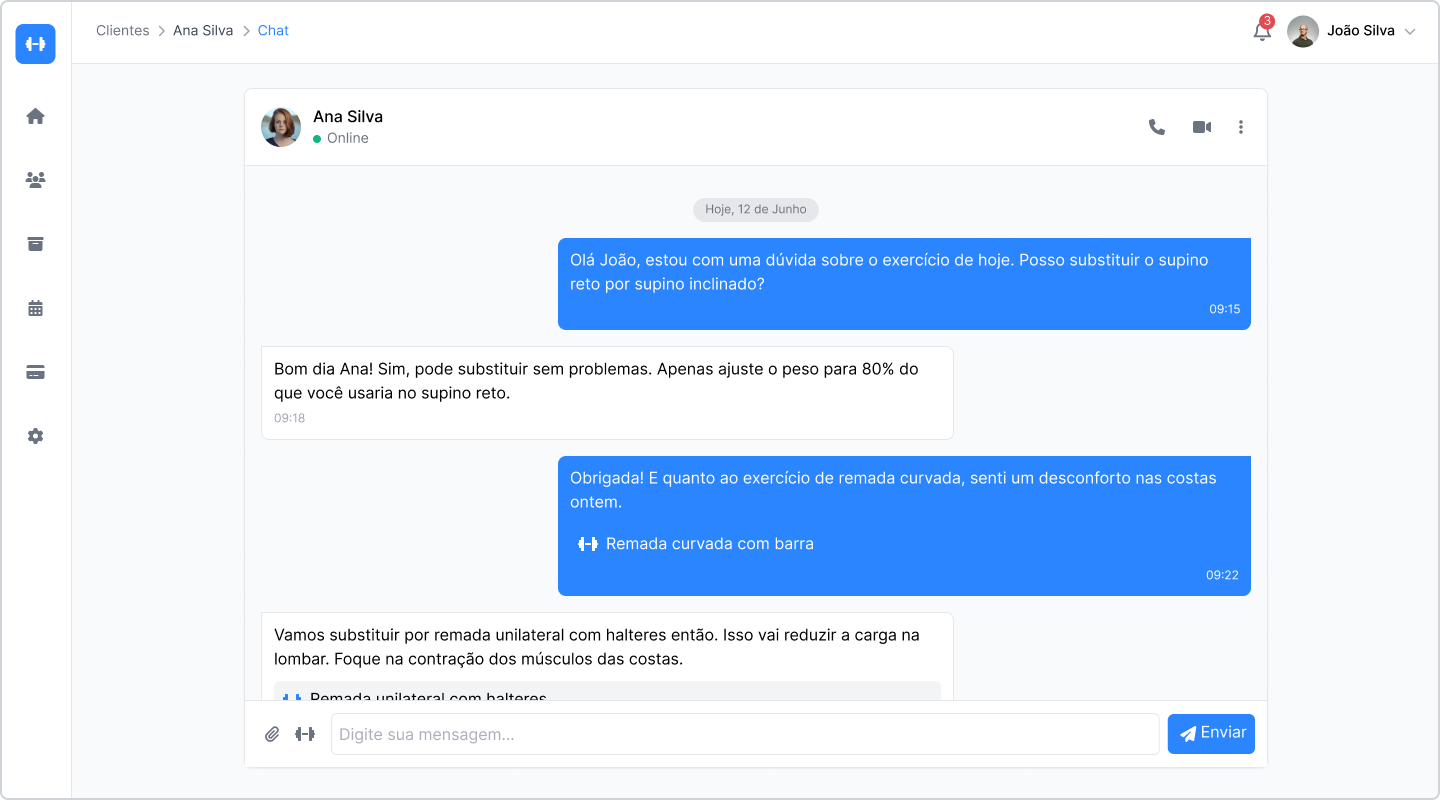 Clientes > Ana Silva > Chat
3
João Silva
Ana Silva
Online
Hoje, 12 de Junho
Olá João, estou com uma dúvida sobre o exercício de hoje. Posso substituir o supino
reto por supino inclinado?
09:15
Bom dia Ana! Sim, pode substituir sem problemas. Apenas ajuste o peso para 80% do
que você usaria no supino reto.
09:18
Obrigada! E quanto ao exercício de remada curvada, senti um desconforto nas costas
ontem.
Remada curvada com barra
09:22
Vamos substituir por remada unilateral com halteres então. Isso vai reduzir a carga na
lombar. Foque na contração dos músculos das costas.
Remada unilateral com halteres
Digite sua mensagem...
Enviar